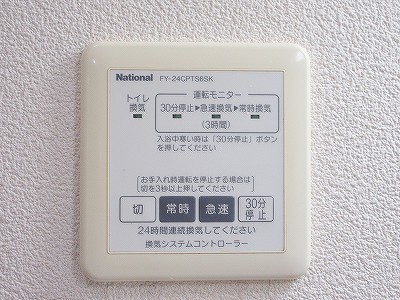 National FY-24CPTS6SK
運転モニター
トイレ
換気
30分停止▶急速換気▶常時換気
(3時間)
入浴中寒い時は「30分停止」ボタン
を押してください
お手入れ時運転を停止する場合は
切を3秒以上押してください
切 常時 急速 30分
停止
24時間連続換気してください
換気システムコントローラー